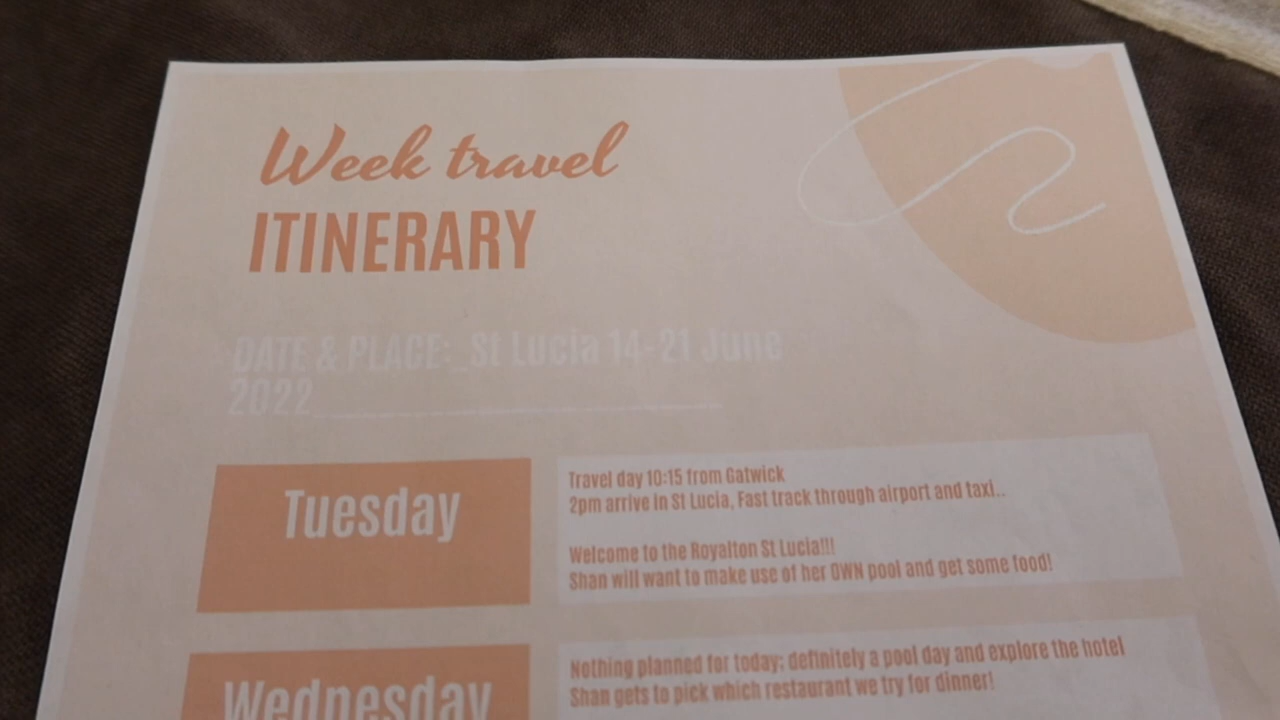 Week travel
ITINERARY
DATE & PLACE:_St Lucia 14-21 June
2022______________________________
Tuesday
Travel day 10:15 from Gatwick
2pm arrive in St Lucia, Fast track through airport and taxi..
Welcome to the Royalton St Lucia!!!
Shan will want to make use of her OWN pool and get some food!
Wednesday
Nothing planned for today: definitely a pool day and explore the hotel
Shan gets to pick which restaurant we try for dinner!